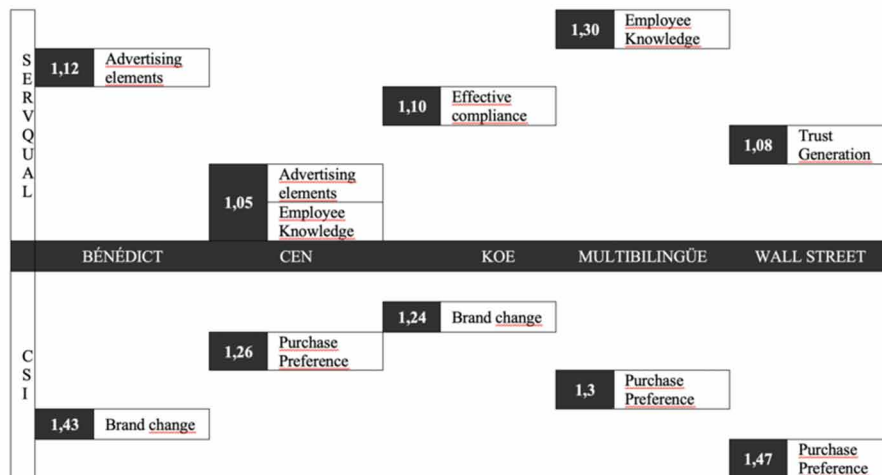 SERVQUAL
1,30
Employee
Knowledge
1,12
Advertising
elements
1,10
Effective
compliance
1,08
Trust
Generation
1,05
Advertising
elements
Employee
Knowledge
BÉNÉDICT
CEN
KOE
MULTIBILINGÜE
WALL STREET
CSI
1,24
Brand change
1,26
Purchase
Preference
1,3
Purchase
Preference
1,43
Brand change
1,47
Purchase
Preference